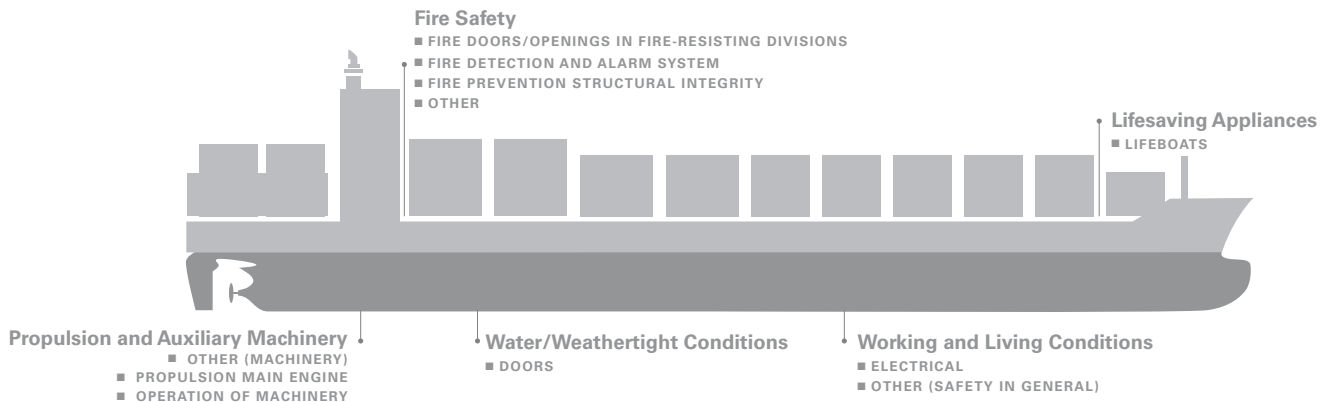 Fire Safety
■ FIRE DOORS/OPENINGS IN FIRE-RESISTING DIVISIONS
■ FIRE DETECTION AND ALARM SYSTEM
■ FIRE PREVENTION STRUCTURAL INTEGRITY
■ OTHER
Lifesaving Appliances
■ LIFEBOATS
Propulsion and Auxiliary Machinery
■ OTHER (MACHINERY)
■ PROPULSION MAIN ENGINE
■ OPERATION OF MACHINERY
Water/Weathertight Conditions
■ DOORS
Working and Living Conditions
■ ELECTRICAL
■ OTHER (SAFETY IN GENERAL)